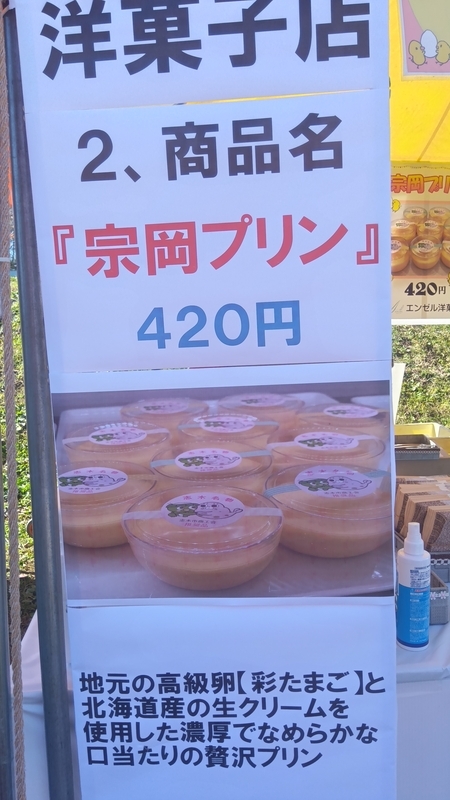 洋菓子店
2、商品名
『宗岡プリン』
420円
地元の高級卵【彩たまご】と
北海道産の生クリームを
使用した濃厚でなめらかな
口当たりの贅沢プリン
宗岡プリ
420円
エンゼル洋菓